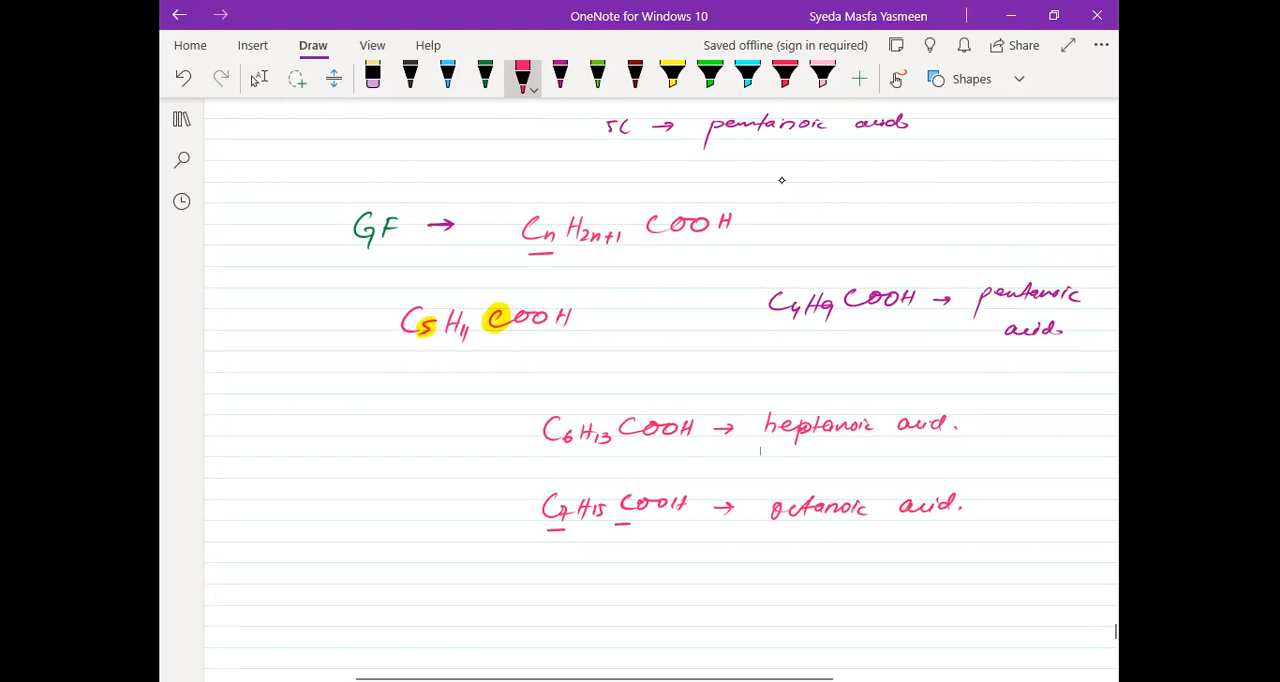 OneNote for Windows 10
Syeda Masfa Yasmeen
Home Insert Draw View Help
Saved offline (sign in required)
Share
Shapes
5C → pentanoic acid
GF → CnH2n+1 COOH
C4H9 COOH → pentanoic
acid
C5H11 COOH
C6H13 COOH → heptanoic acid.
C7H15 COOH → octanoic acid.